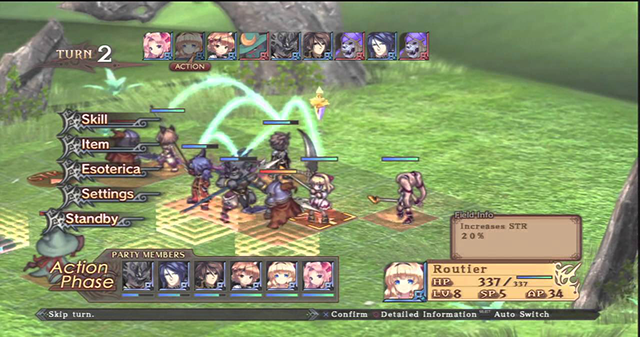 TURN 2
ACTION
Skill
Item
Esoterica
Settings
Standby
Field Info
Increases STR
20%
PARTY MEMBERS
Action
Phase
Routier
HP 337/337
LV 8 SP 5 AP 34
Skip turn.
Confirm Detailed Information SELECT Auto Switch